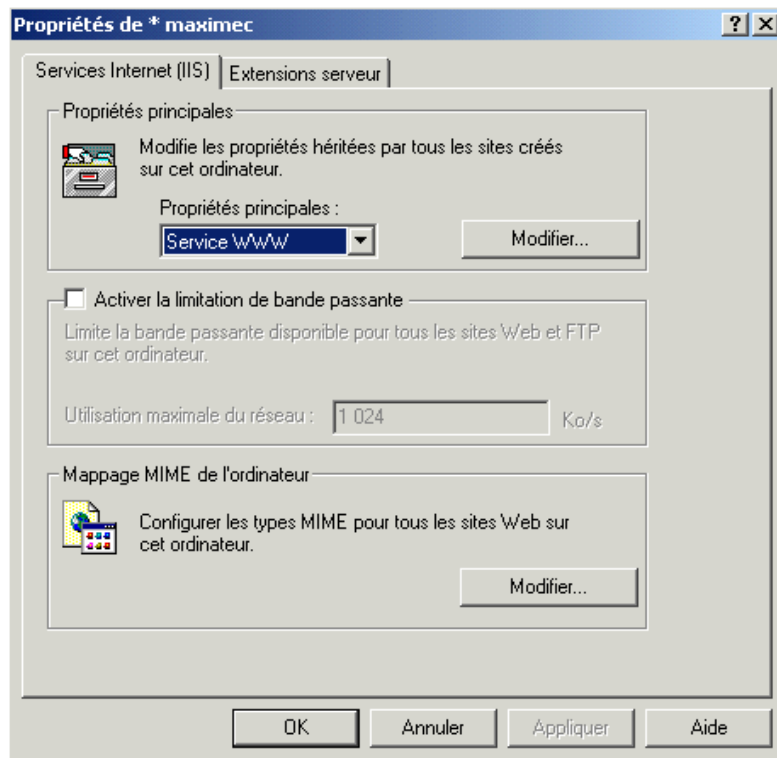 Propriétés de * maximec
Services Internet (IIS)
Extensions serveur
Propriétés principales
Modifie les propriétés héritées par tous les sites créés
sur cet ordinateur.
Propriétés principales :
Service WWW
Modifier...
Activer la limitation de bande passante
Limite la bande passante disponible pour tous les sites Web et FTP
sur cet ordinateur.
Utilisation maximale du réseau :
1 024
Ko/s
Mappage MIME de l'ordinateur
Configurer les types MIME pour tous les sites Web sur
cet ordinateur.
Modifier...
OK
Annuler
Appliquer
Aide